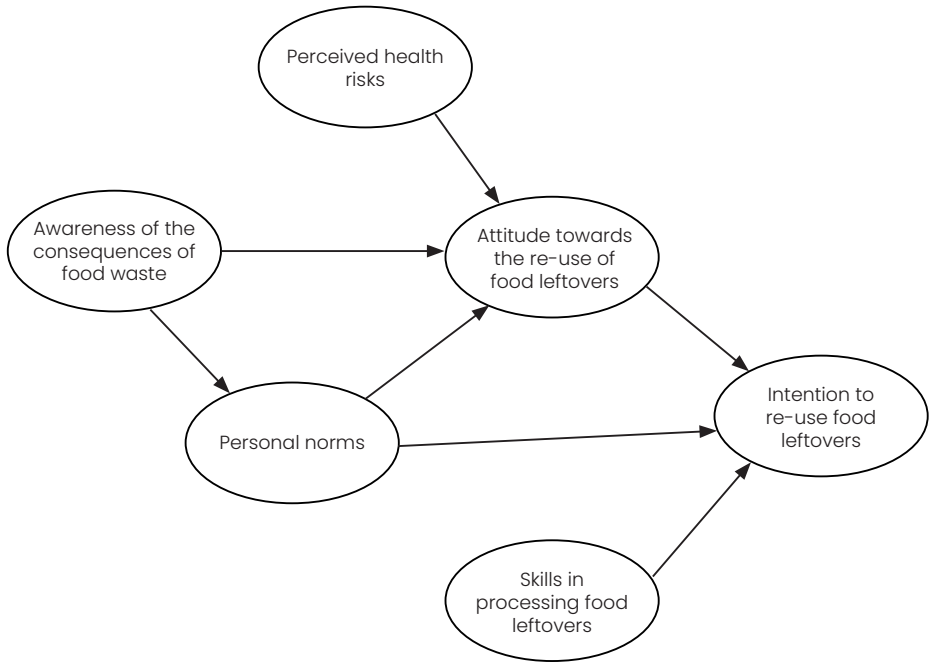 Perceived health
risks
Awareness of the
consequences of
food waste
Attitude towards
the re-use of
food leftovers
Intention to
re-use food
leftovers
Personal norms
Skills in
processing food
leftovers